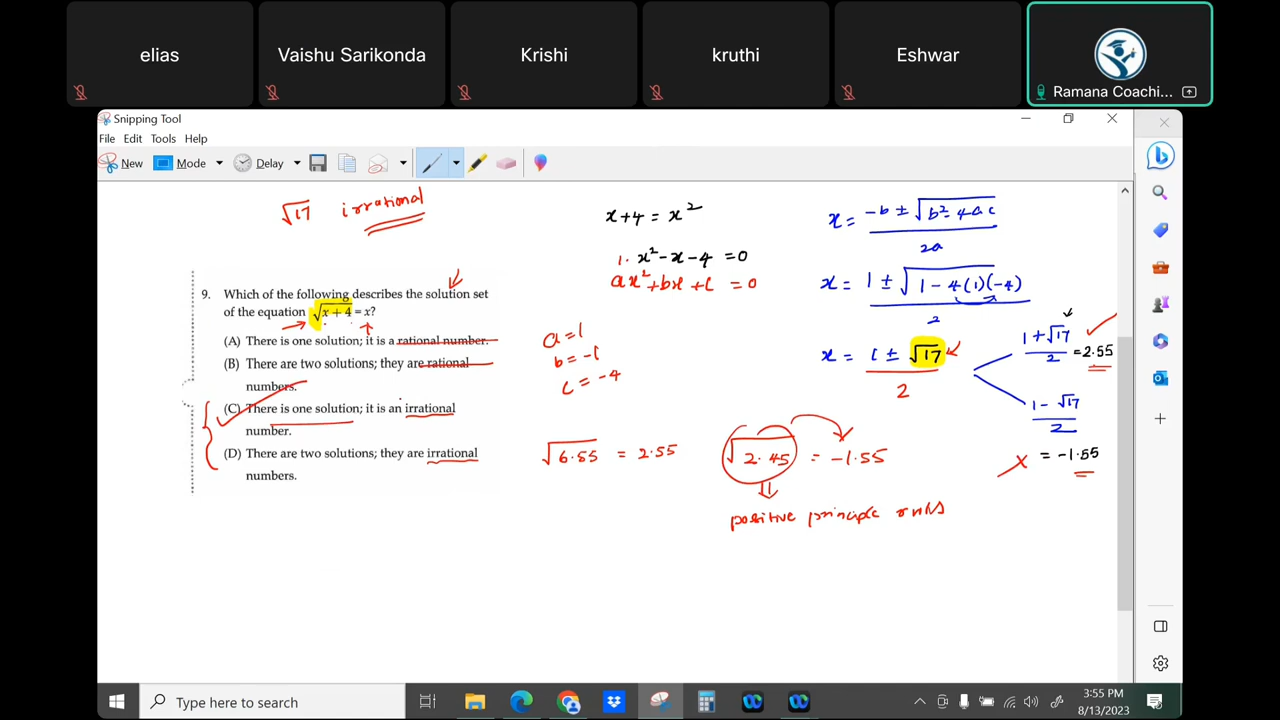 elias
Vaishu Sarikonda
Krishi
kruthi
Eshwar
Ramana Coachi...
Snipping Tool
File Edit Tools Help
New Mode Delay
√17 irrational
x+4 = x²
1. x²-x-4 =0
ax²+bx+c =0
x = -b ± √b²-4ac
2a
x = 1 ± √1-4(1)(-4)
2
x = 1 ± √17
2
1+√17
2
=2.55
1-√17
2
x = -1.55
9. Which of the following describes the solution set
of the equation √x + 4 = x?
(A) There is one solution; it is a rational number.
(B) There are two solutions; they are rational
numbers.
(C) There is one solution; it is an irrational
number.
(D) There are two solutions; they are irrational
numbers.
a=1
b=-1
c=-4
√6.55 = 2.55
√2.45 = -1.55
positive principle
Type here to search
3:55 PM
8/13/2023